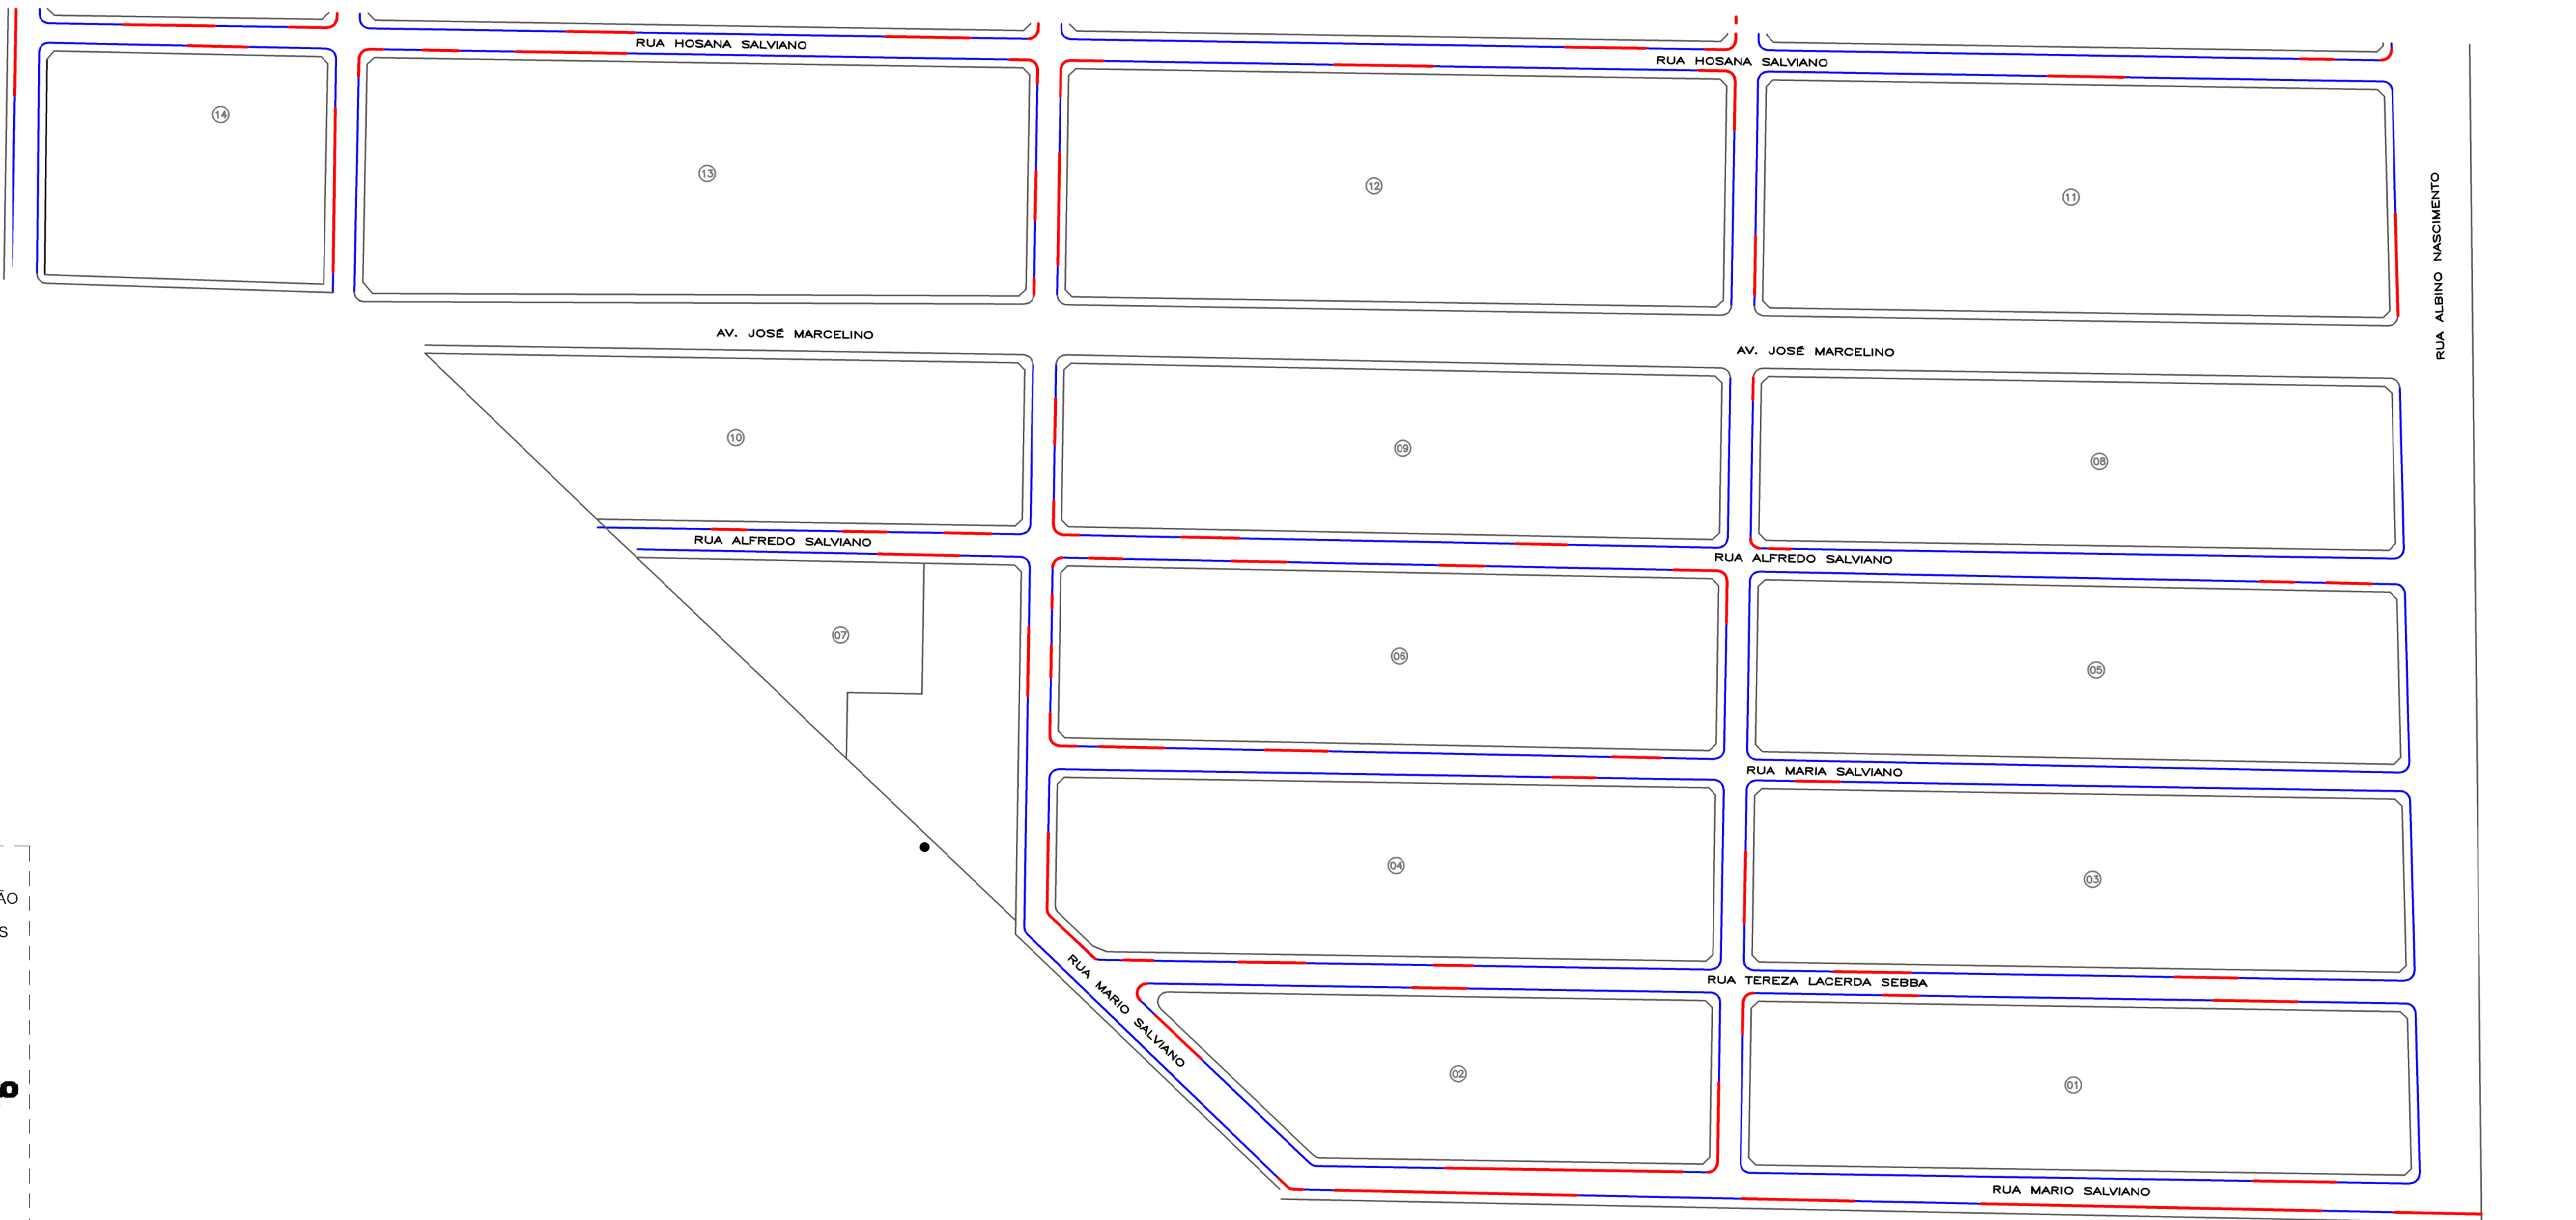 RUA HOSANA SALVIANO
RUA HOSANA SALVIANO
14
13
12
11
RUA ALBINO NASCIMENTO
AV. JOSÉ MARCELINO
AV. JOSÉ MARCELINO
10
09
08
RUA ALFREDO SALVIANO
RUA ALFREDO SALVIANO
07
06
05
RUA MARIA SALVIANO
04
03
ÃO
S
RUA MARIO SALVIANO
RUA TEREZA LACERDA SEBBA
02
01
RUA MARIO SALVIANO